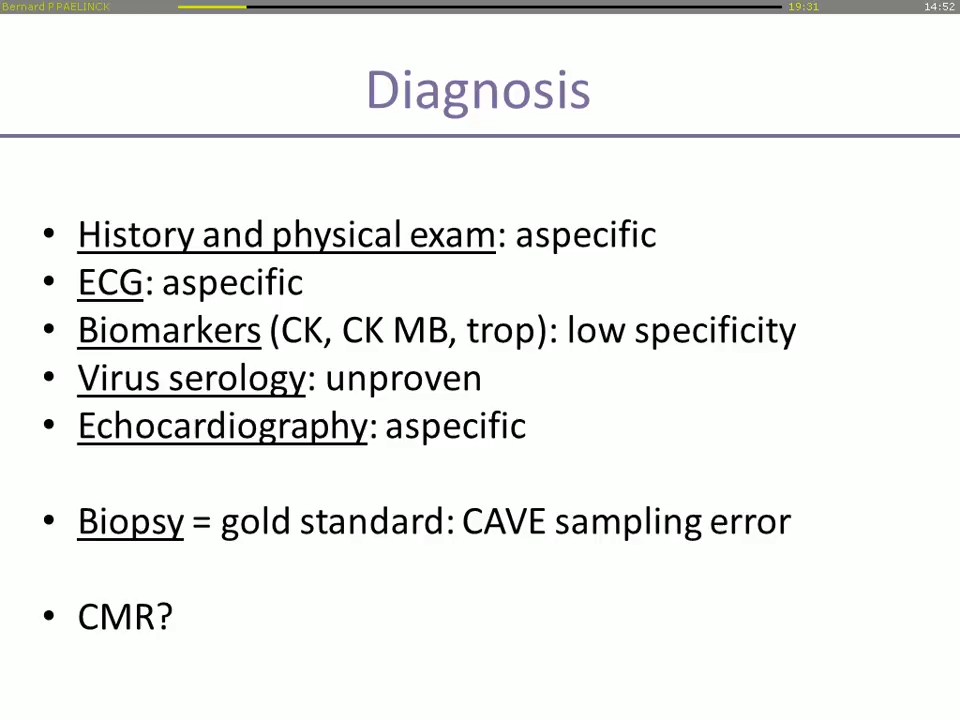 Bernard P PAELINCK 19:31 14:52
Diagnosis
• History and physical exam: aspecific
• ECG: aspecific
• Biomarkers (CK, CK MB, trop): low specificity
• Virus serology: unproven
• Echocardiography: aspecific
• Biopsy = gold standard: CAVE sampling error
• CMR?